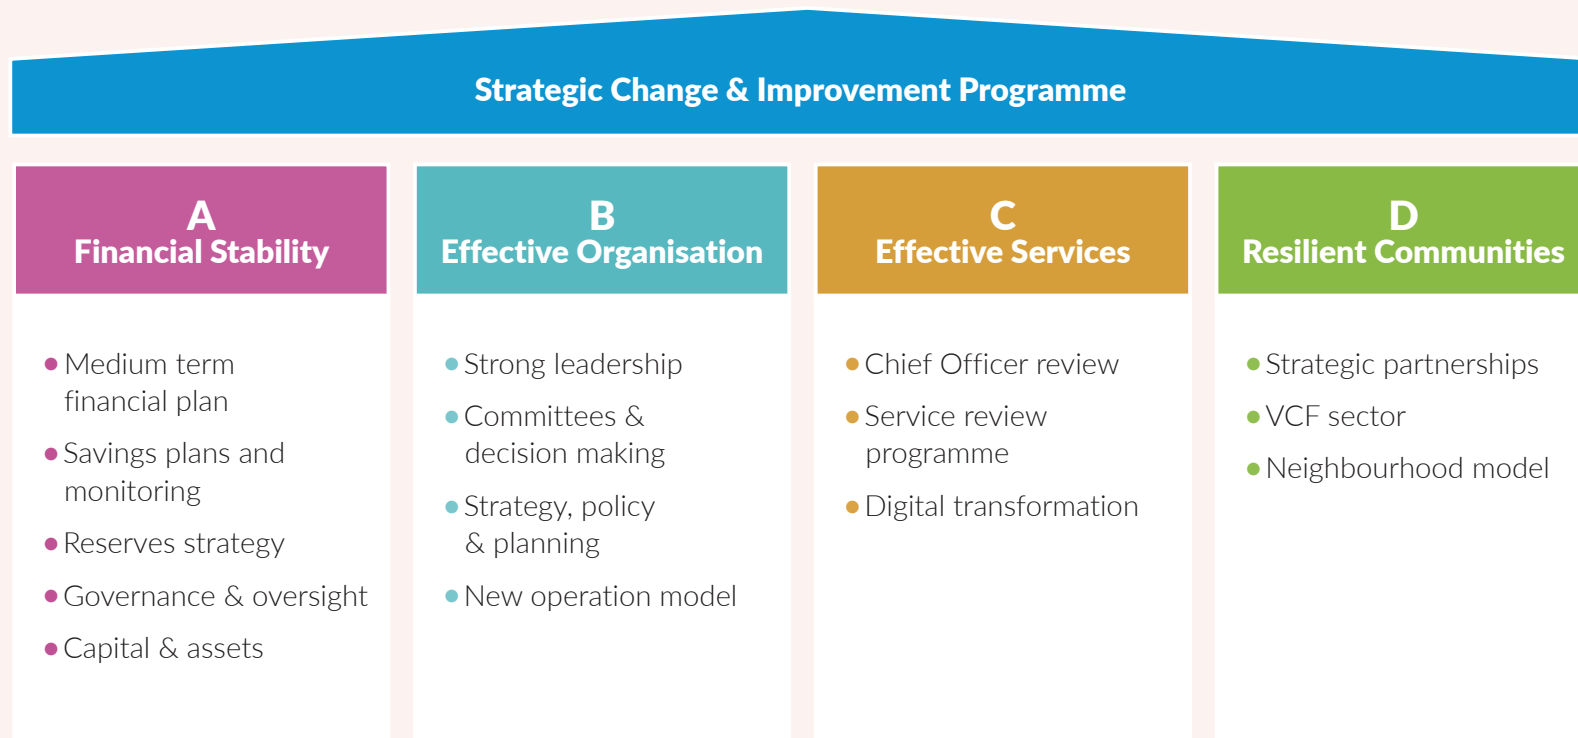 Strategic Change & Improvement Programme
A
Financial Stability
• Medium term
financial plan
• Savings plans and
monitoring
• Reserves strategy
• Governance & oversight
• Capital & assets
B
Effective Organisation
• Strong leadership
• Committees &
decision making
• Strategy, policy
& planning
• New operation model
C
Effective Services
• Chief Officer review
• Service review
programme
• Digital transformation
D
Resilient Communities
• Strategic partnerships
• VCF sector
• Neighbourhood model